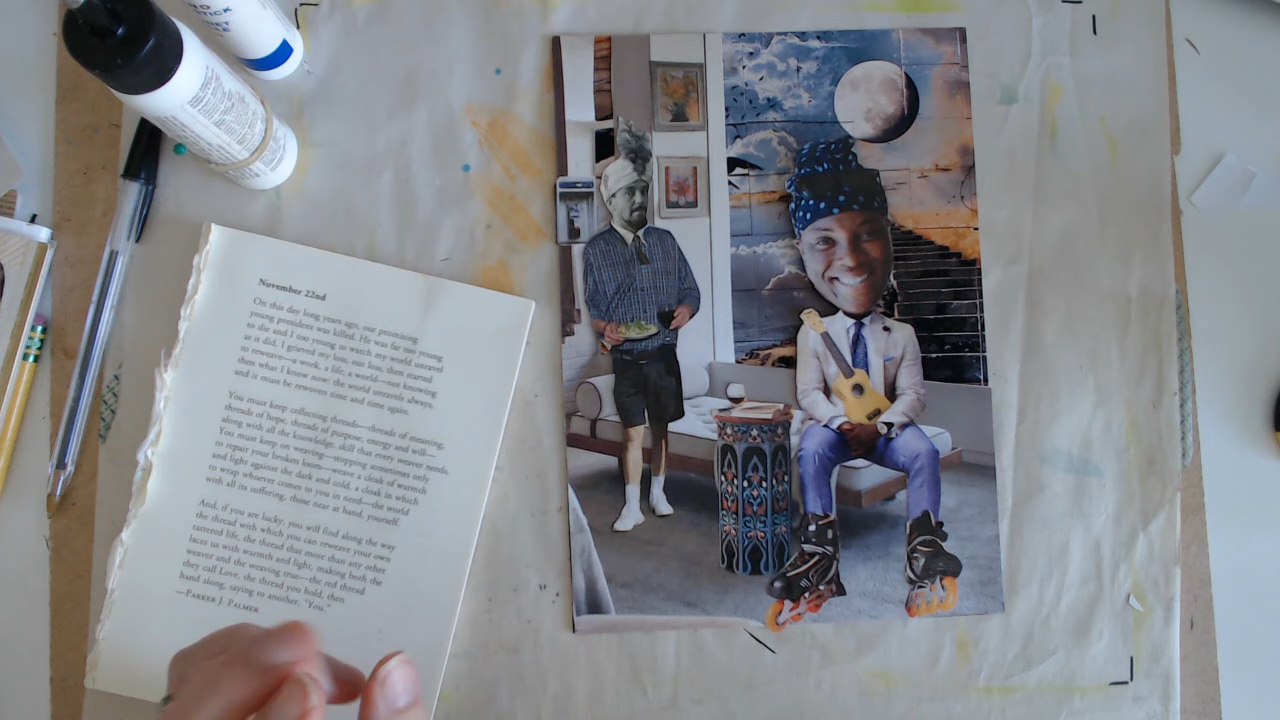 November 22nd
On this day long years ago, our promising
young president was killed. He was far too young
to die and I too young to watch my world unravel
as it did. I grieved my loss, our loss, then started
to reweave—a work, a life, a world—not knowing
then what I know now: the world unravels always,
and it must be rewoven time and time again.
You must keep collecting threads—threads of meaning,
threads of hope, threads of purpose, energy and will—
along with all the knowledge, skill that every weaver needs.
You must keep on weaving—stopping sometimes only
to repair your broken loom—weave a cloak of warmth
and light against the dark and cold, a cloak in which
to wrap whoever comes to you in need—the world
with all its suffering, those near at hand, yourself.
And, if you are lucky, you will find along the way
the thread with which you can reweave your own
tattered life, the thread that more than any other
laces us with warmth and light, making both the
weaver and the weaving true—the red thread
they call Love, the thread you hold, then
hand along, saying to another, "You."
—PARKER J. PALMER